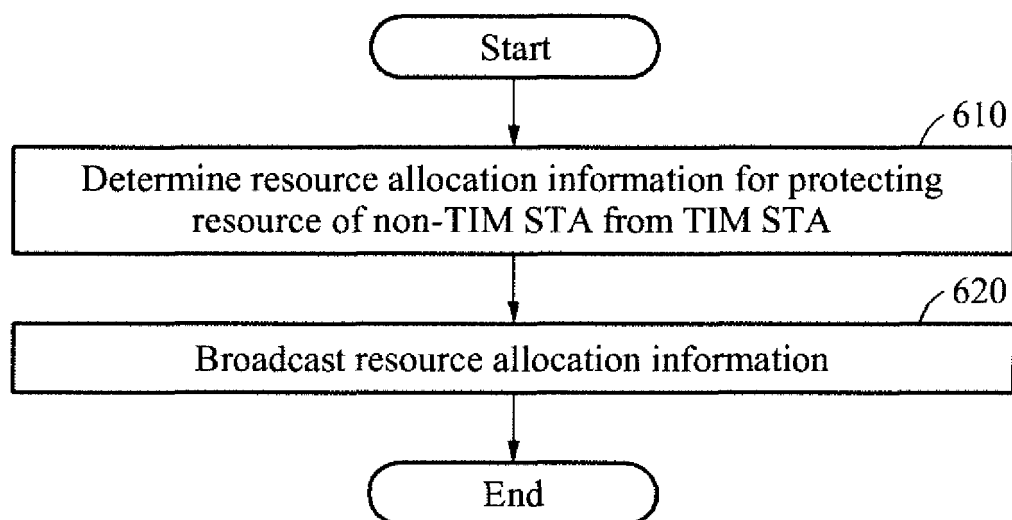 Start
610
Determine resource allocation information for protecting
resource of non-TIM STA from TIM STA
620
Broadcast resource allocation information
End